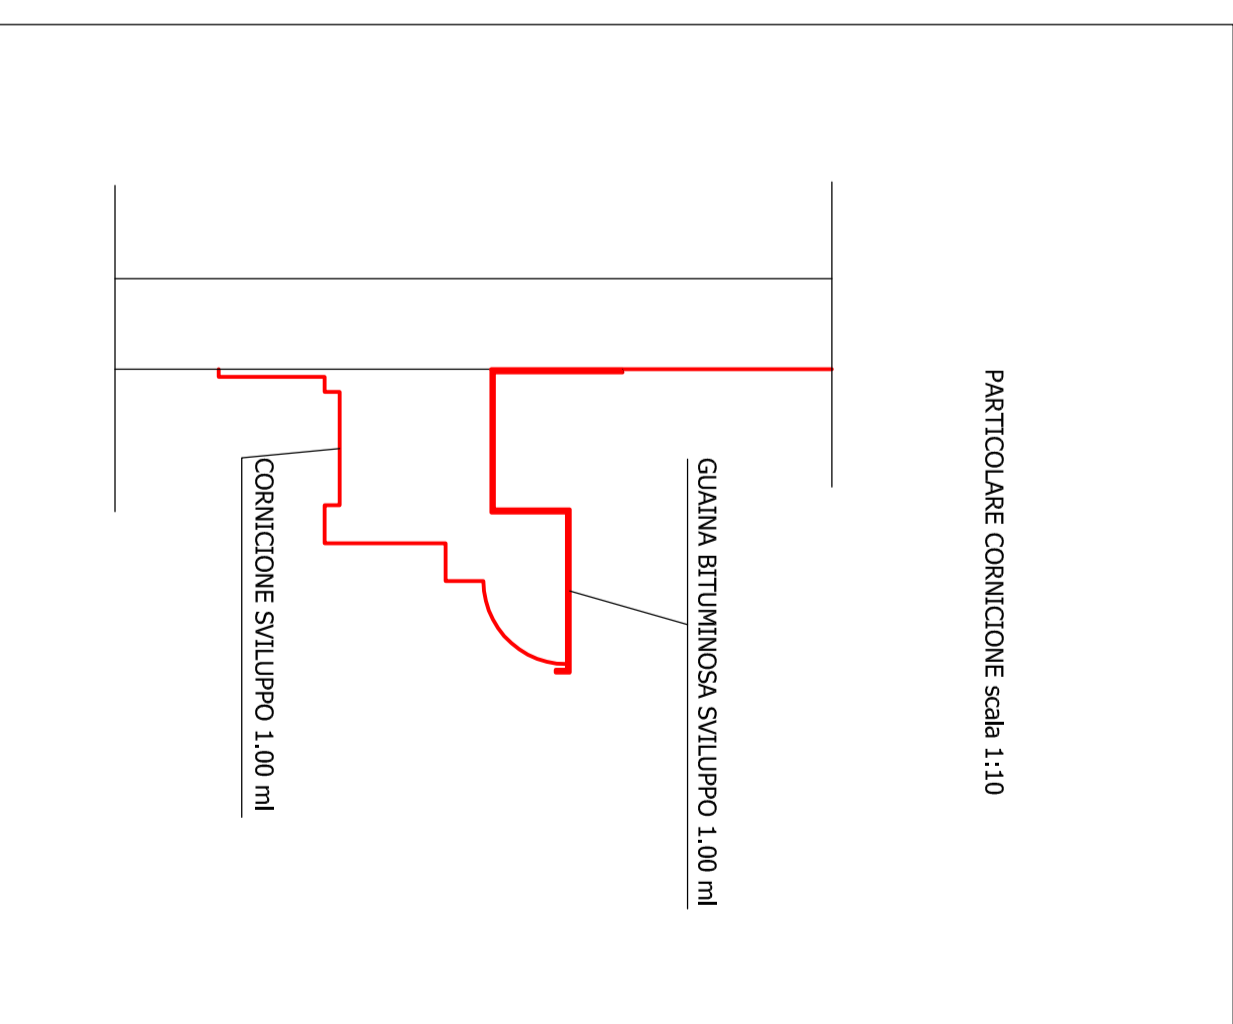 PARTICOLARE CORNICIONE scala 1:10
GUAINA BITUMINOSA SVILUPPO 1.00 ml
CORNICIONE SVILUPPO 1.00 ml